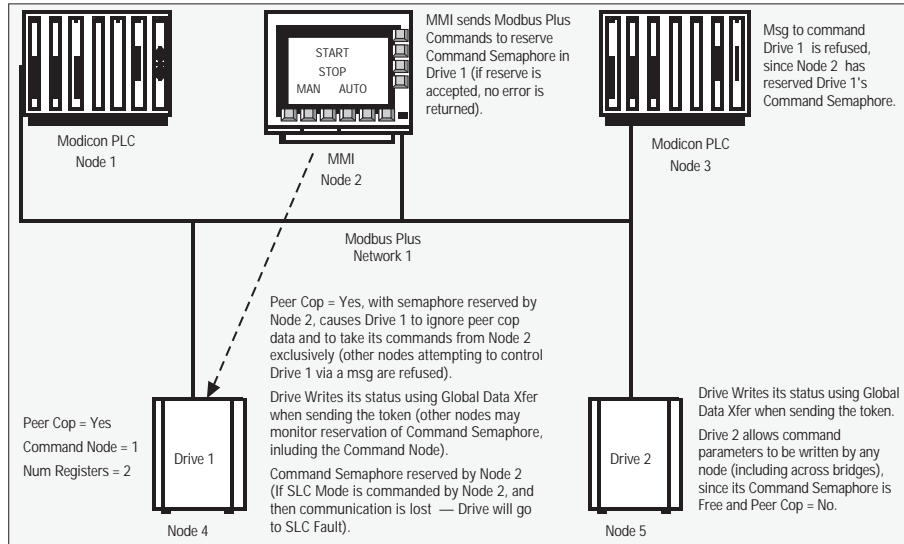 START
STOP
MAN AUTO
MMI sends Modbus Plus
Commands to reserve
Command Semaphore in
Drive 1 (if reserve is
accepted, no error is
returned).
Msg to command
Drive 1 is refused,
since Node 2 has
reserved Drive 1's
Command Semaphore.
Modicon PLC
Node 1
MMI
Node 2
Modicon PLC
Node 3
Modbus Plus
Network 1
Peer Cop = Yes, with semaphore reserved by
Node 2, causes Drive 1 to ignore peer cop
data and to take its commands from Node 2
exclusively (other nodes attempting to control
Drive 1 via a msg are refused).
Drive Writes its status using Global Data Xfer
when sending the token (other nodes may
monitor reservation of Command Semaphore,
inluding the Command Node).
Command Semaphore reserved by Node 2
(If SLC Mode is commanded by Node 2, and
then communication is lost — Drive will go
to SLC Fault).
Peer Cop = Yes
Command Node = 1
Num Registers = 2
Drive 1
Node 4
Drive 2
Node 5
Drive Writes its status using Global
Data Xfer when sending the token.
Drive 2 allows command
parameters to be written by any
node (including across bridges),
since its Command Semaphore is
Free and Peer Cop = No.